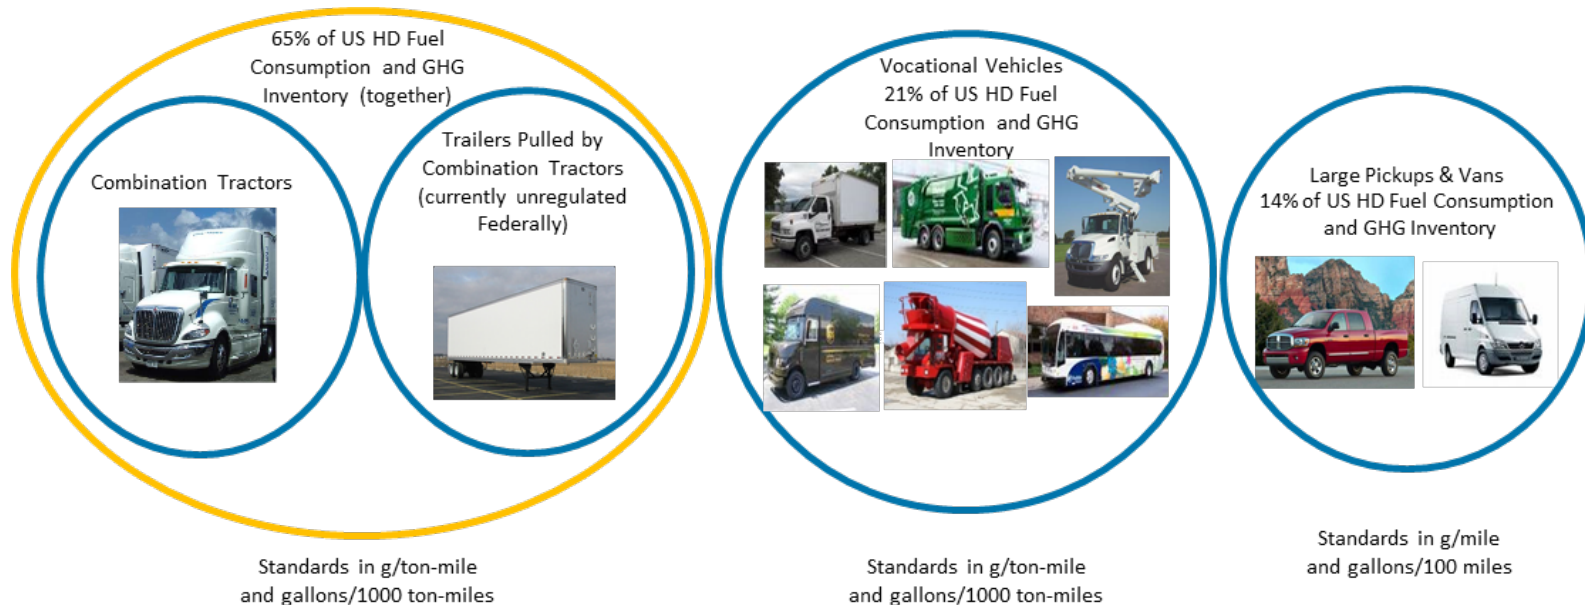 65% of US HD Fuel
Consumption and GHG
Inventory (together)
Combination Tractors
Trailers Pulled by
Combination Tractors
(currently unregulated
Federally)
Standards in g/ton-mile
and gallons/1000 ton-miles
Vocational Vehicles
21% of US HD Fuel
Consumption and GHG
Inventory
Standards in g/ton-mile
and gallons/1000 ton-miles
Large Pickups & Vans
14% of US HD Fuel Consumption
and GHG Inventory
Standards in g/mile
and gallons/100 miles